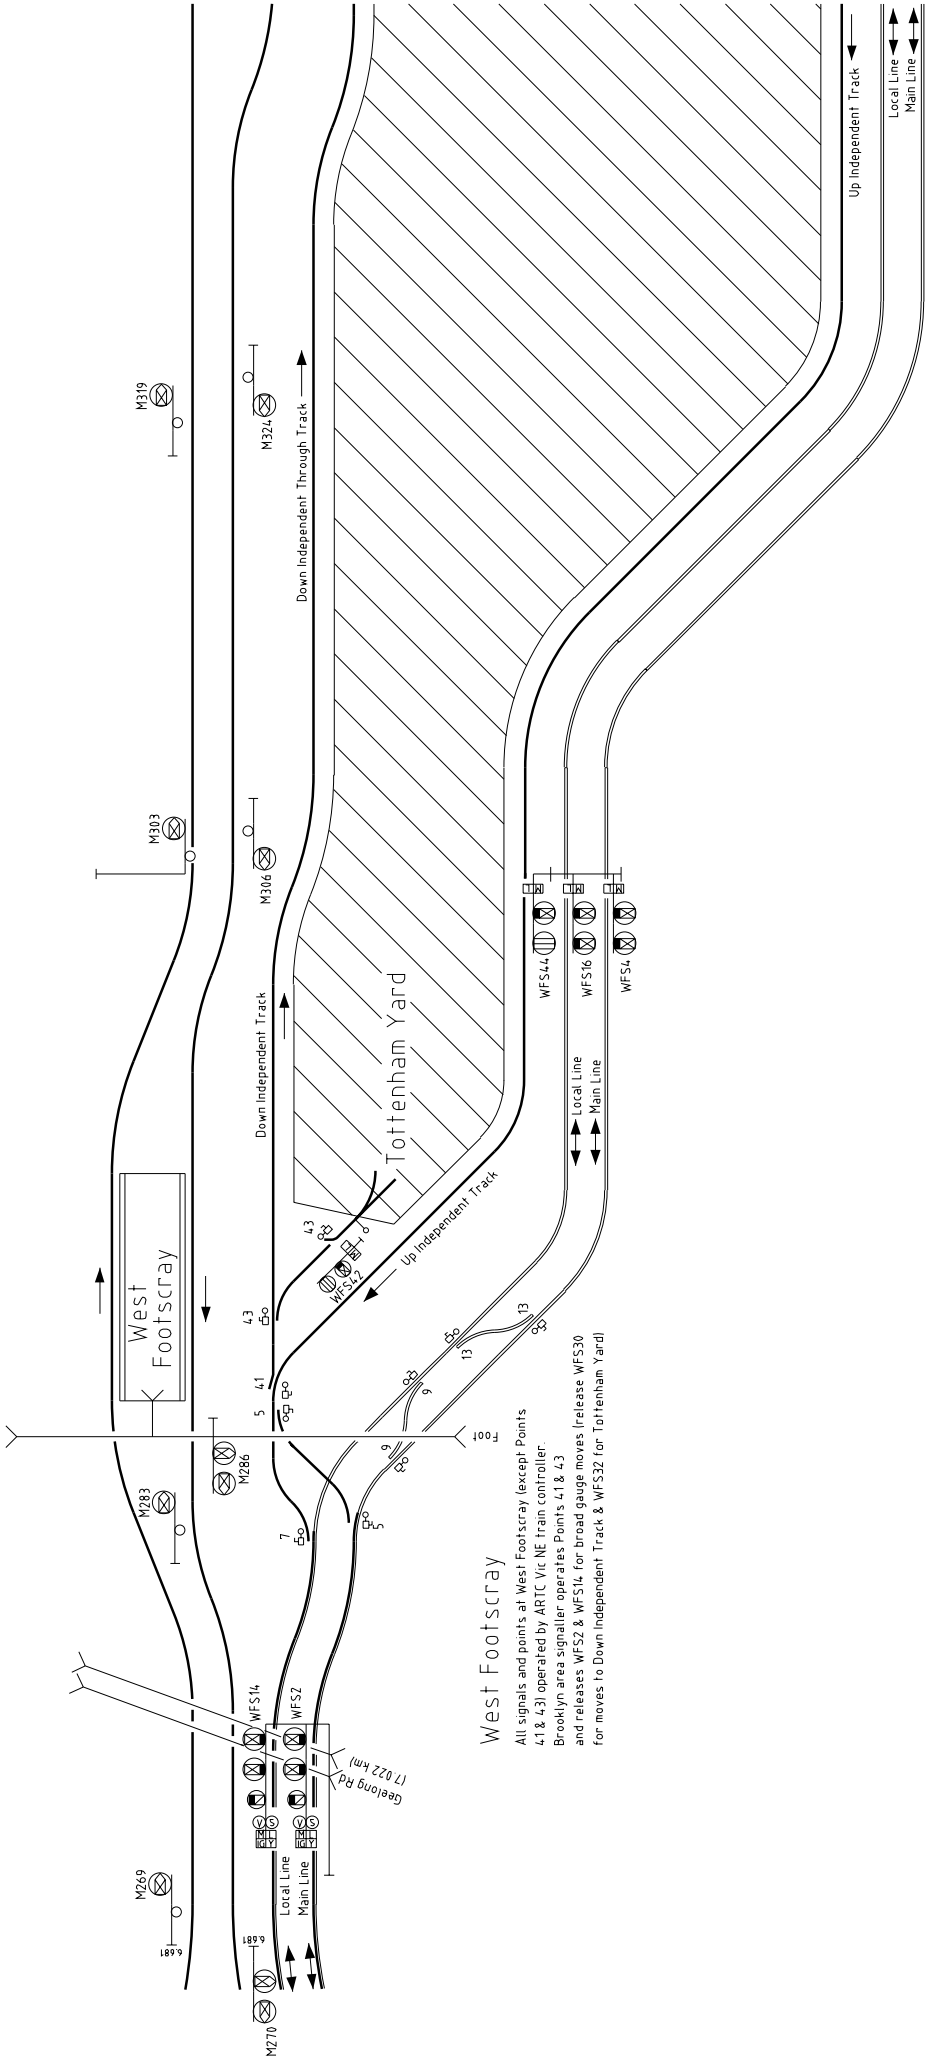 M319
M324
Up Independent Track
Local Line
Main Line
Down Independent Through Track
M303
M306
WFS44
WFS16
WFS4
M L
M L
M L
Down Independent Track
Tottenham Yard
Local Line
Main Line
West
Footscray
43
43
WFS42
M L
Up Independent Track
41
5
13
13
9
9
Foot
M286
M283
7
5
West Footscray
All signals and points at West Footscray (except Points
41 & 43) operated by ARTC Vic NE train controller.
Brooklyn area signaller operates Points 41 & 43
and releases WFS2 & WFS14 for broad gauge moves (release WFS30
for moves to Down Independent Track & WFS32 for Tottenham Yard)
WFS14
WFS2
Geelong Rd
(7.022 km)
V
S
V
S
M L
IG Y
M L
IG Y
Local Line
Main Line
M269
6.681
6.681
M270